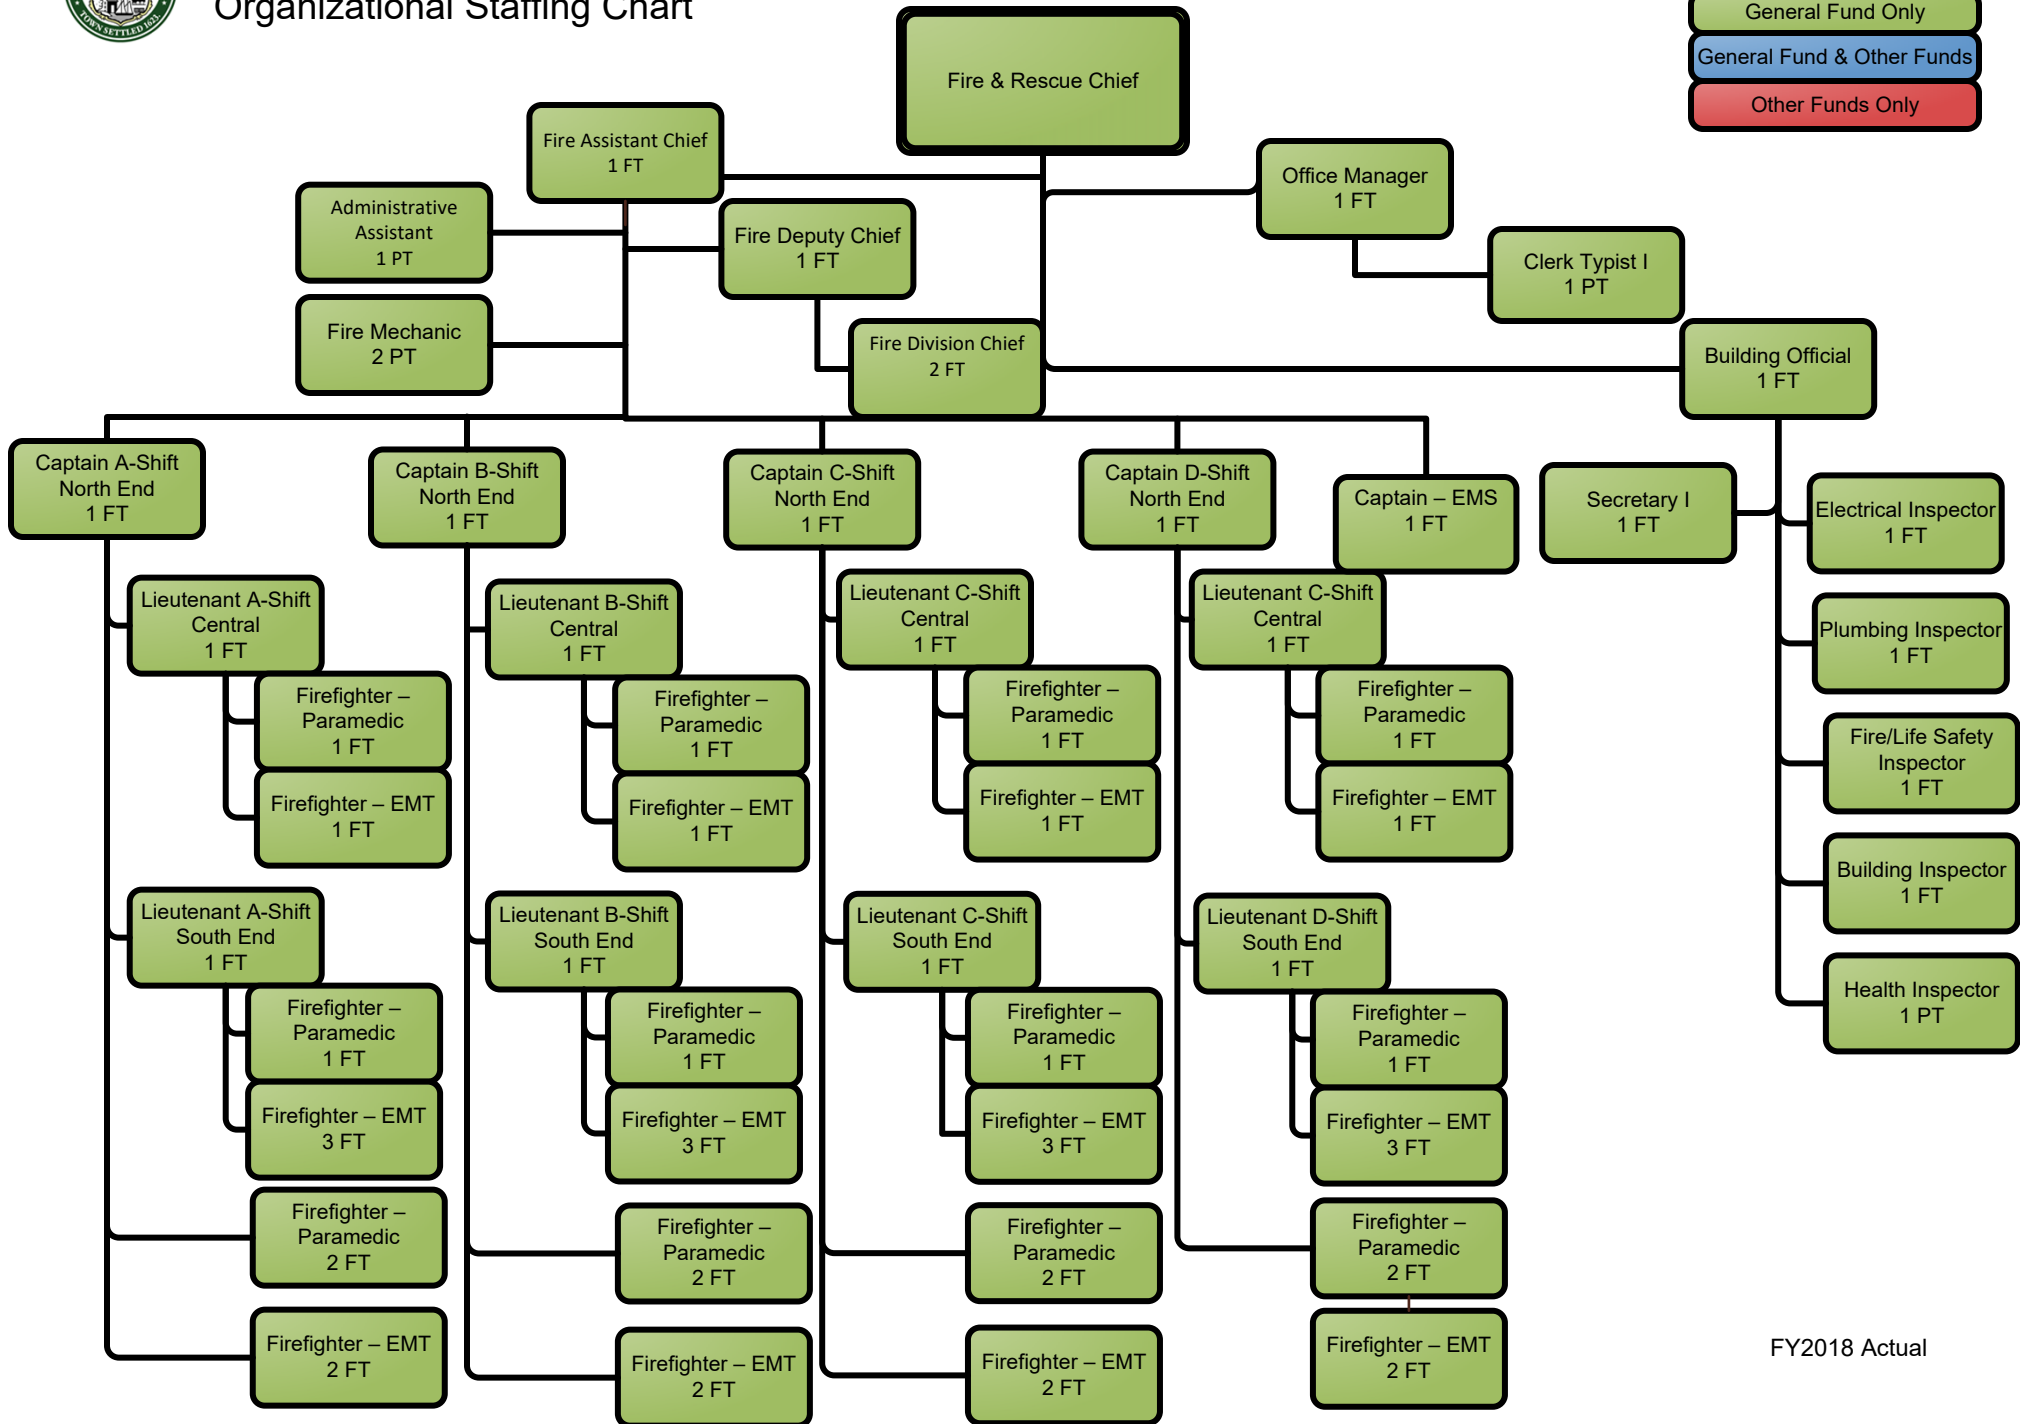 Organizational Staffing Chart
TOWN SETTLED 1623.
General Fund Only
General Fund & Other Funds
Other Funds Only
Fire & Rescue Chief
Fire Assistant Chief
1 FT
Office Manager
1 FT
Administrative
Assistant
1 PT
Fire Deputy Chief
1 FT
Clerk Typist I
1 PT
Fire Mechanic
2 PT
Fire Division Chief
2 FT
Building Official
1 FT
Captain A-Shift
North End
1 FT
Captain B-Shift
North End
1 FT
Captain C-Shift
North End
1 FT
Captain D-Shift
North End
1 FT
Captain – EMS
1 FT
Secretary I
1 FT
Electrical Inspector
1 FT
Plumbing Inspector
1 FT
Fire/Life Safety
Inspector
1 FT
Building Inspector
1 FT
Health Inspector
1 PT
Lieutenant A-Shift
Central
1 FT
Firefighter –
Paramedic
1 FT
Firefighter – EMT
1 FT
Lieutenant A-Shift
South End
1 FT
Firefighter –
Paramedic
1 FT
Firefighter – EMT
3 FT
Firefighter –
Paramedic
2 FT
Firefighter – EMT
2 FT
Lieutenant B-Shift
Central
1 FT
Firefighter –
Paramedic
1 FT
Firefighter – EMT
1 FT
Lieutenant B-Shift
South End
1 FT
Firefighter –
Paramedic
1 FT
Firefighter – EMT
3 FT
Firefighter –
Paramedic
2 FT
Firefighter – EMT
2 FT
Lieutenant C-Shift
Central
1 FT
Firefighter –
Paramedic
1 FT
Firefighter – EMT
1 FT
Lieutenant C-Shift
South End
1 FT
Firefighter –
Paramedic
1 FT
Firefighter – EMT
3 FT
Firefighter –
Paramedic
2 FT
Firefighter – EMT
2 FT
Lieutenant C-Shift
Central
1 FT
Firefighter –
Paramedic
1 FT
Firefighter – EMT
1 FT
Lieutenant D-Shift
South End
1 FT
Firefighter –
Paramedic
1 FT
Firefighter – EMT
3 FT
Firefighter –
Paramedic
2 FT
Firefighter – EMT
2 FT
FY2018 Actual